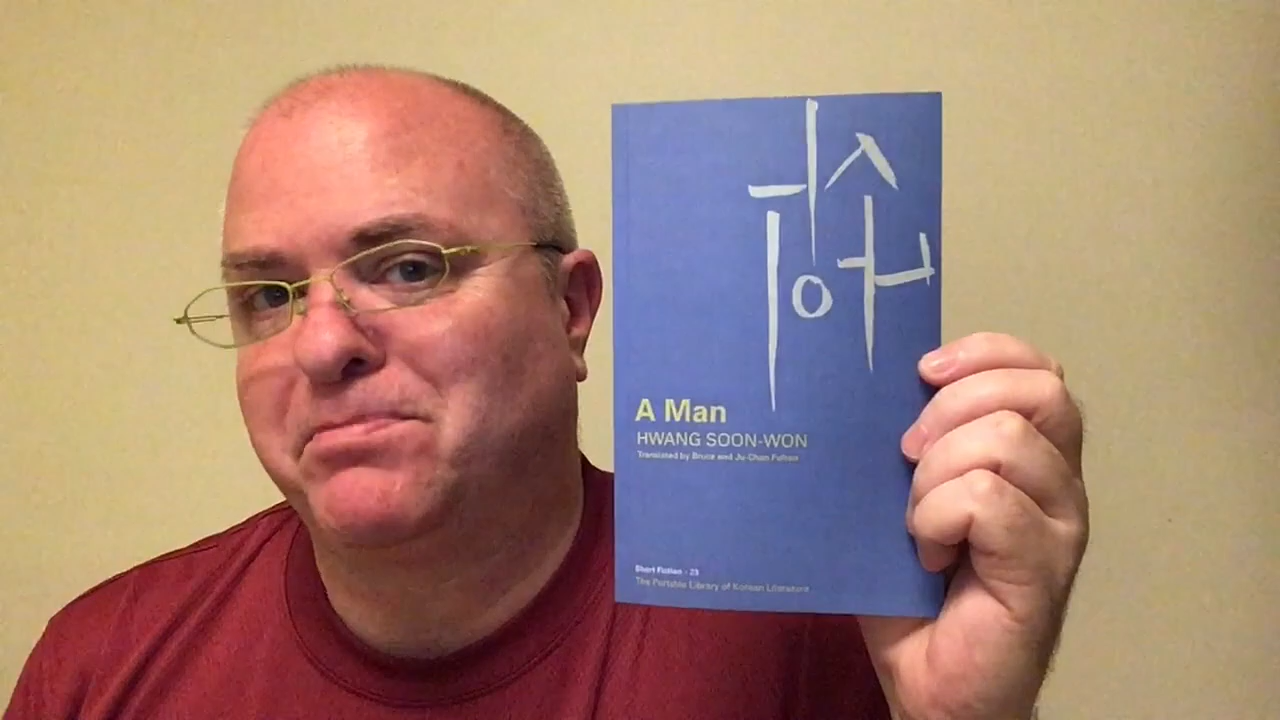 A Man
HWANG SOON-WON
Translated by Bruce and Ju-Chan Fulton
Short Fiction - 23
The Portable Library of Korean Literature